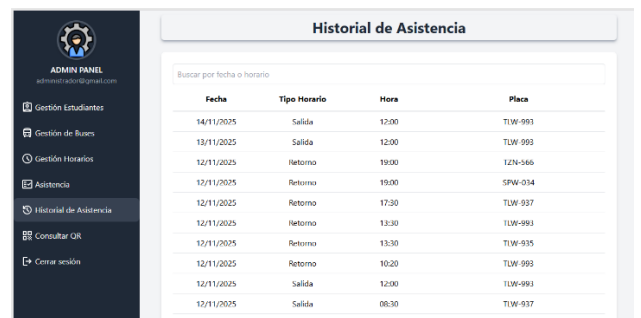 ADMIN PANEL
administrador@gmail.com
Gestión Estudiantes
Gestión de Buses
Gestión Horarios
Asistencia
Historial de Asistencia
Consultar QR
Cerrar sesión
Historial de Asistencia
Buscar por fecha o horario
Fecha Tipo Horario Hora Placa
14/11/2025 Salida 12:00 TLW-993
13/11/2025 Salida 12:00 TLW-993
12/11/2025 Retorno 19:00 TZN-566
12/11/2025 Retorno 19:00 SPW-034
12/11/2025 Retorno 17:30 TLW-937
12/11/2025 Retorno 13:30 TLW-993
12/11/2025 Retorno 13:30 TLW-935
12/11/2025 Retorno 10:20 TLW-993
12/11/2025 Salida 12:00 TLW-993
12/11/2025 Salida 08:30 TLW-937